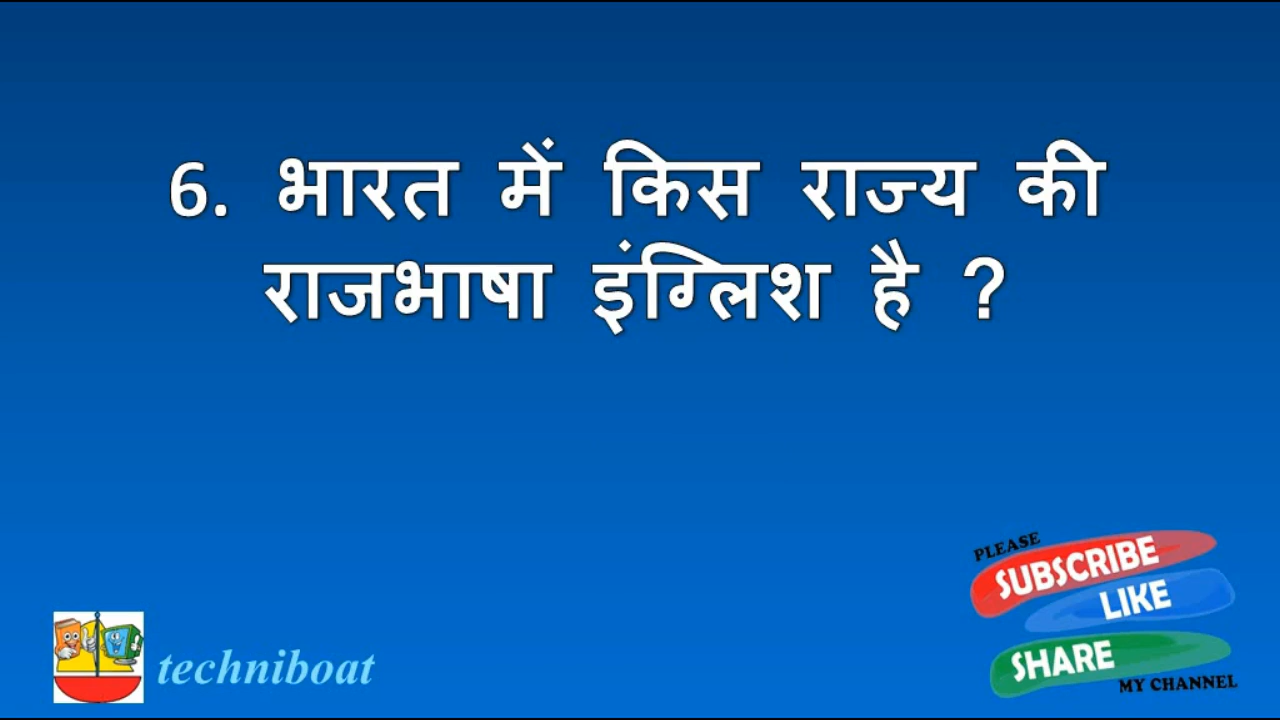 6. भारत में किस राज्य की
राजभाषा इंग्लिश है ?
PLEASE
SUBSCRIBE
LIKE
SHARE
MY CHANNEL
techniboat